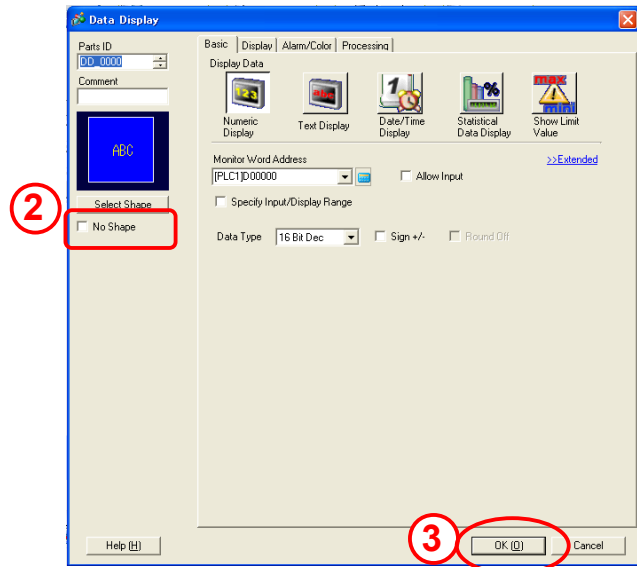 Data Display
Parts ID
DD_0000
Comment
ABC
Select Shape
2
No Shape
Basic Display Alarm/Color Processing
Display Data
123
abc
1
%
max
mini
Numeric Display
Text Display
Date/Time Display
Statistical Data Display
Show Limit Value
Monitor Word Address
>>Extended
[PLC1]D00000
Allow Input
Specify Input/Display Range
Data Type 16 Bit Dec Sign +/- Round Off
Help (H)
3
OK (O)
Cancel